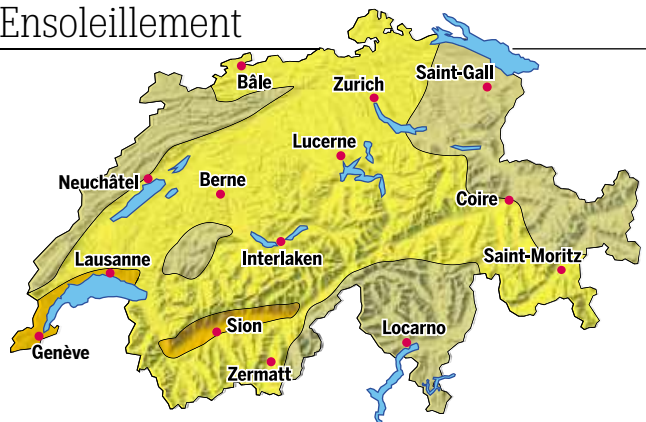 Ensoleillement
Bâle
Zurich
Saint-Gall
Lucerne
Neuchâtel
Berne
Coire
Lausanne
Interlaken
Saint-Moritz
Sion
Locarno
Genève
Zermatt